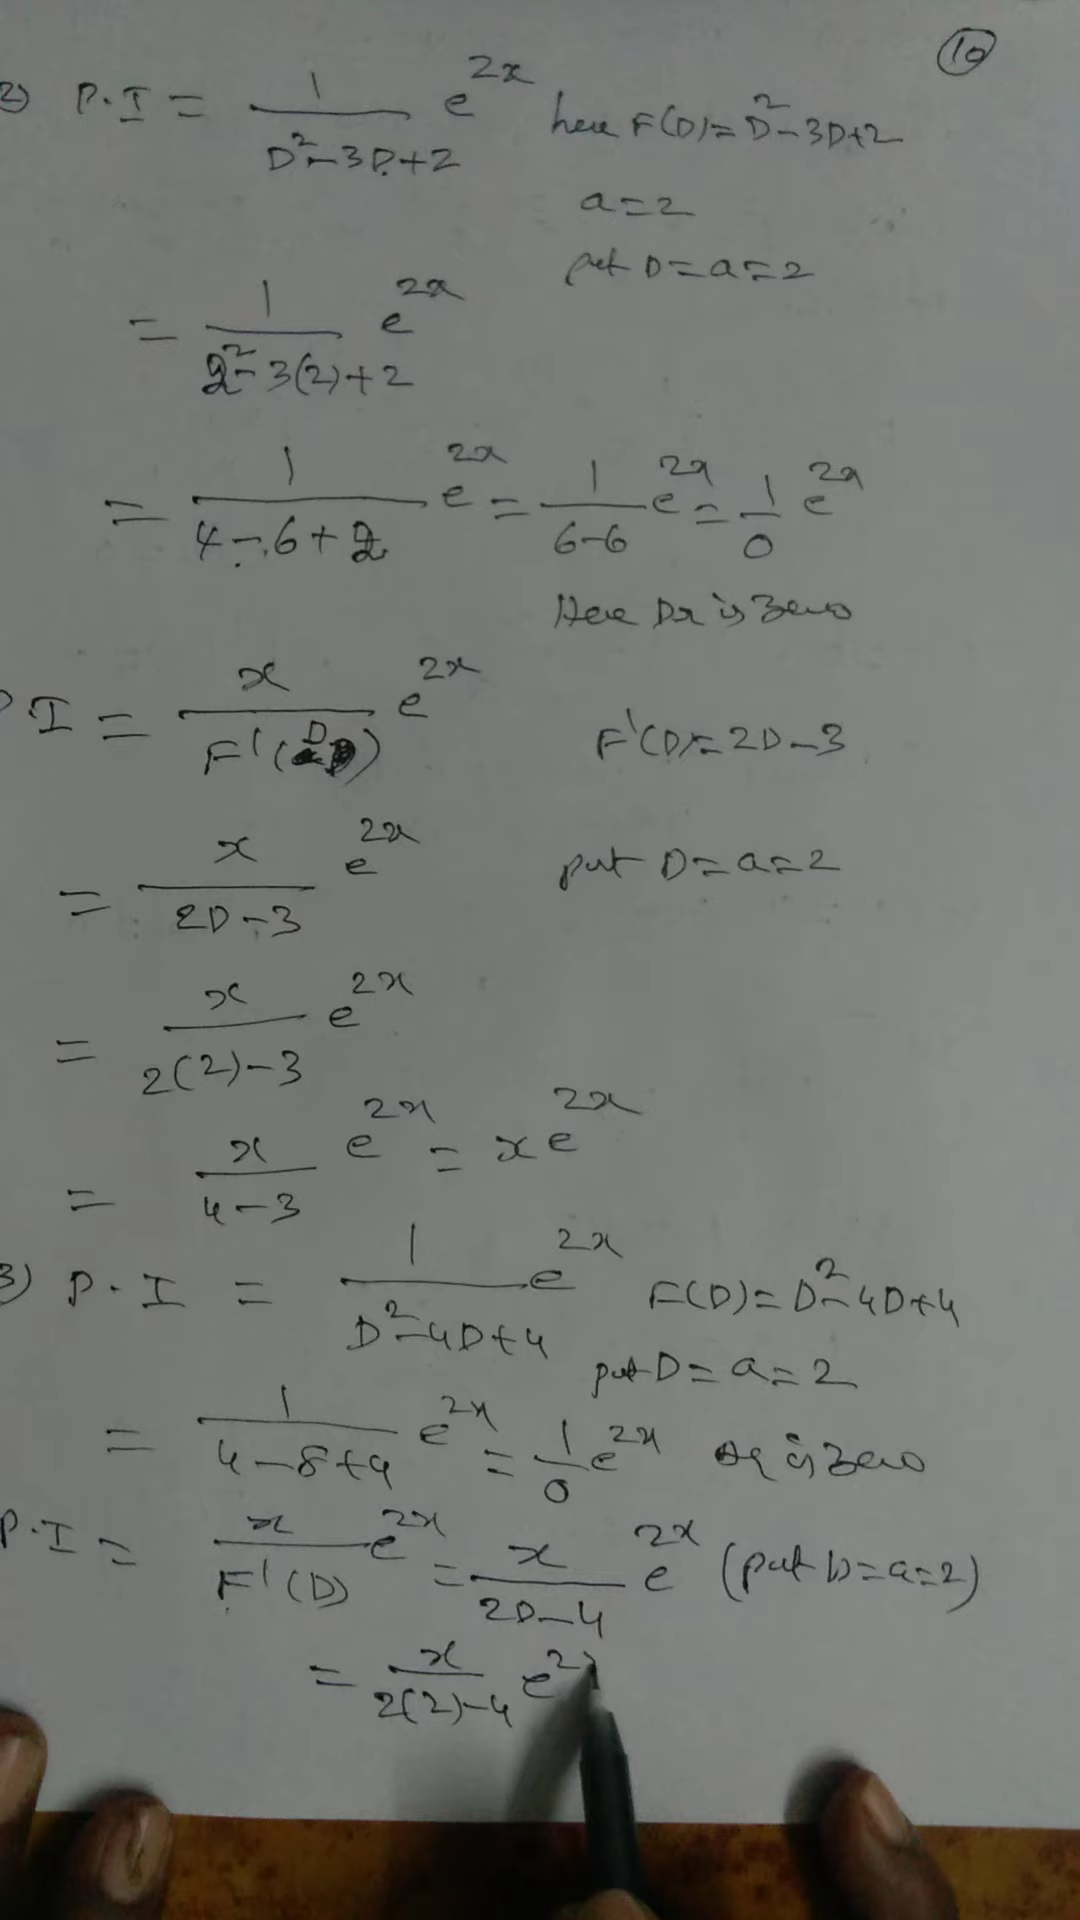 10
2) P.I = 1/(D²-3D+2) e^(2x) here F(D)=D²-3D+2
a=2
put D=a=2
= 1/(2²-3(2)+2) e^(2x)
= 1/(4-6+2) e^(2x) = 1/(6-6) e^(2x) = 1/0 e^(2x)
Here Dr is Zero
P I = x/F'(D) e^(2x) F'(D)=2D-3
= x/(2D-3) e^(2x) put D=a=2
= x/(2(2)-3) e^(2x)
= x/(4-3) e^(2x) = x e^(2x)
3) P.I = 1/(D²-4D+4) e^(2x) F(D)=D²-4D+4
put D=a=2
= 1/(4-8+4) e^(2x) = 1/0 e^(2x) Dr is Zero
P.I = x/F'(D) e^(2x) = x/(2D-4) e^(2x) (put D=a=2)
= x/(2(2)-4) e^(2x)